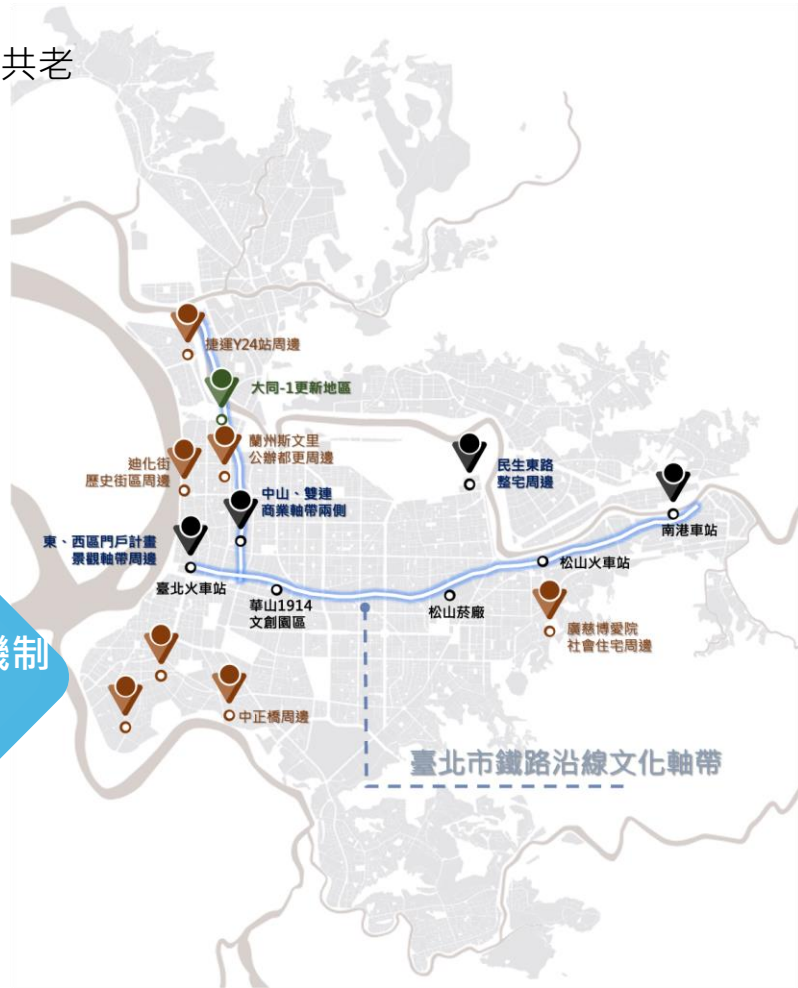 共老
捷運Y24站周邊
大同-1更新地區
蘭州斯文里
公辦都更周邊
迪化街
歷史街區周邊
民生東路
整宅周邊
中山、雙連
商業軸帶兩側
南港車站
東、西區門戶計畫
景觀軸帶周邊
松山火車站
臺北火車站
華山1914
文創園區
松山菸廠
廣慈博愛院
社會住宅周邊
機制
中正橋周邊
臺北市鐵路沿線文化軸帶